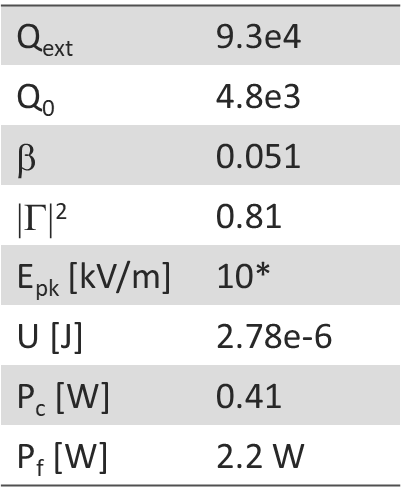 Qext 9.3e4
Q0 4.8e3
β 0.051
|Γ|² 0.81
Epk [kV/m] 10*
U [J] 2.78e-6
Pc [W] 0.41
Pf [W] 2.2 W